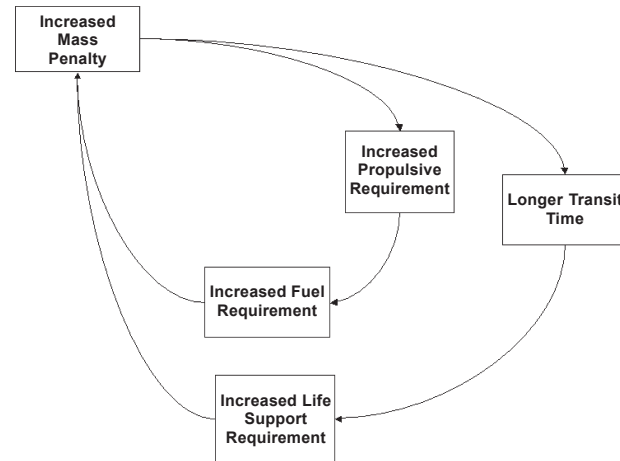 Increased
Mass
Penalty
Increased
Propulsive
Requirement
Longer Transit
Time
Increased Fuel
Requirement
Increased Life
Support
Requirement